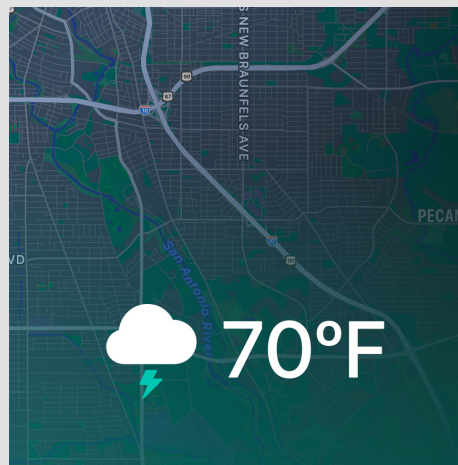 S NEW BRAUNFELS AVE
90
87
10
PECAN
37
VD
San Antonio River
70°F